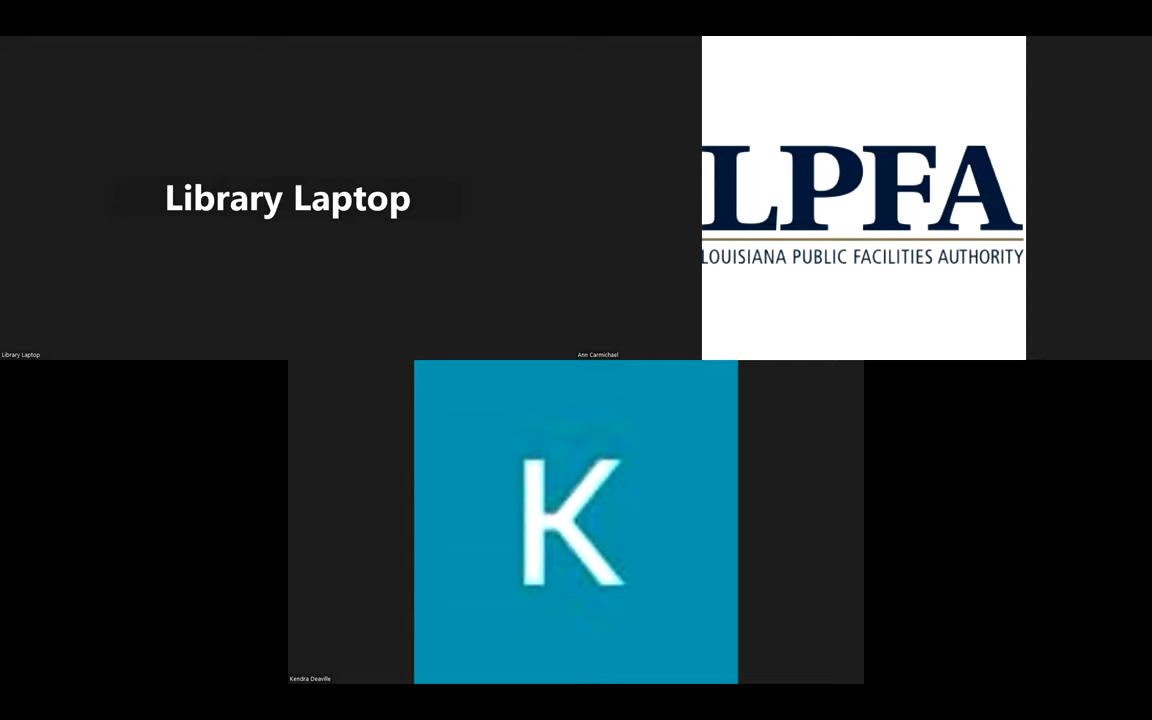 Library Laptop
LPFA
LOUISIANA PUBLIC FACILITIES AUTHORITY
Library Laptop
Ann Carmichael
K
Kendra Deaville